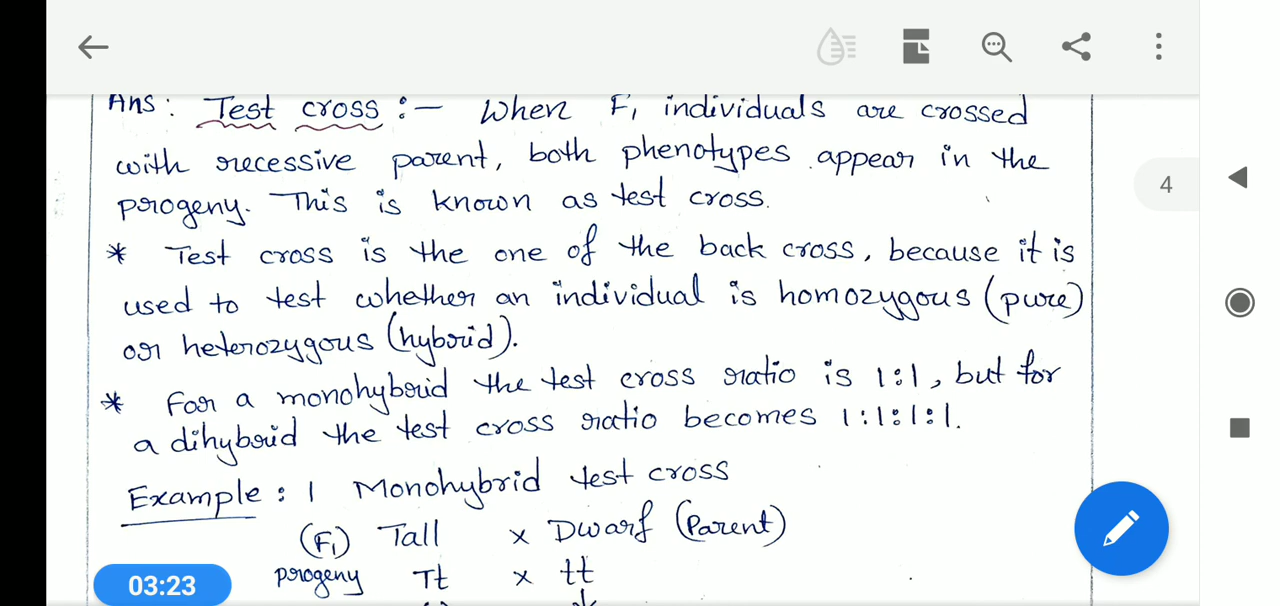 4
Ans : Test cross :- When F1 individuals are crossed
with recessive parent, both phenotypes appear in the
progeny. This is known as test cross.
* Test cross is the one of the back cross, because it is
used to test whether an individual is homozygous (pure)
or heterozygous (hybrid).
* For a monohybrid the test cross ratio is 1:1, but for
a dihybrid the test cross ratio becomes 1:1:1:1.
Example : 1 Monohybrid test cross
(F1) Tall x Dwarf (Parent)
progeny Tt x tt
03:23